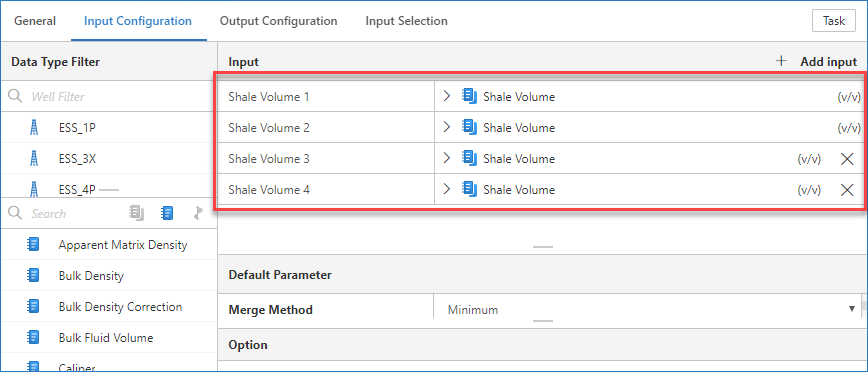 General Input Configuration Output Configuration Input Selection Task
Data Type Filter
Well Filter
ESS_1P
ESS_3X
ESS_4P
Search
Apparent Matrix Density
Bulk Density
Bulk Density Correction
Bulk Fluid Volume
Caliper
Input + Add input
Shale Volume 1 Shale Volume (v/v)
Shale Volume 2 Shale Volume (v/v)
Shale Volume 3 Shale Volume (v/v)
Shale Volume 4 Shale Volume (v/v)
Default Parameter
Merge Method Minimum
Option